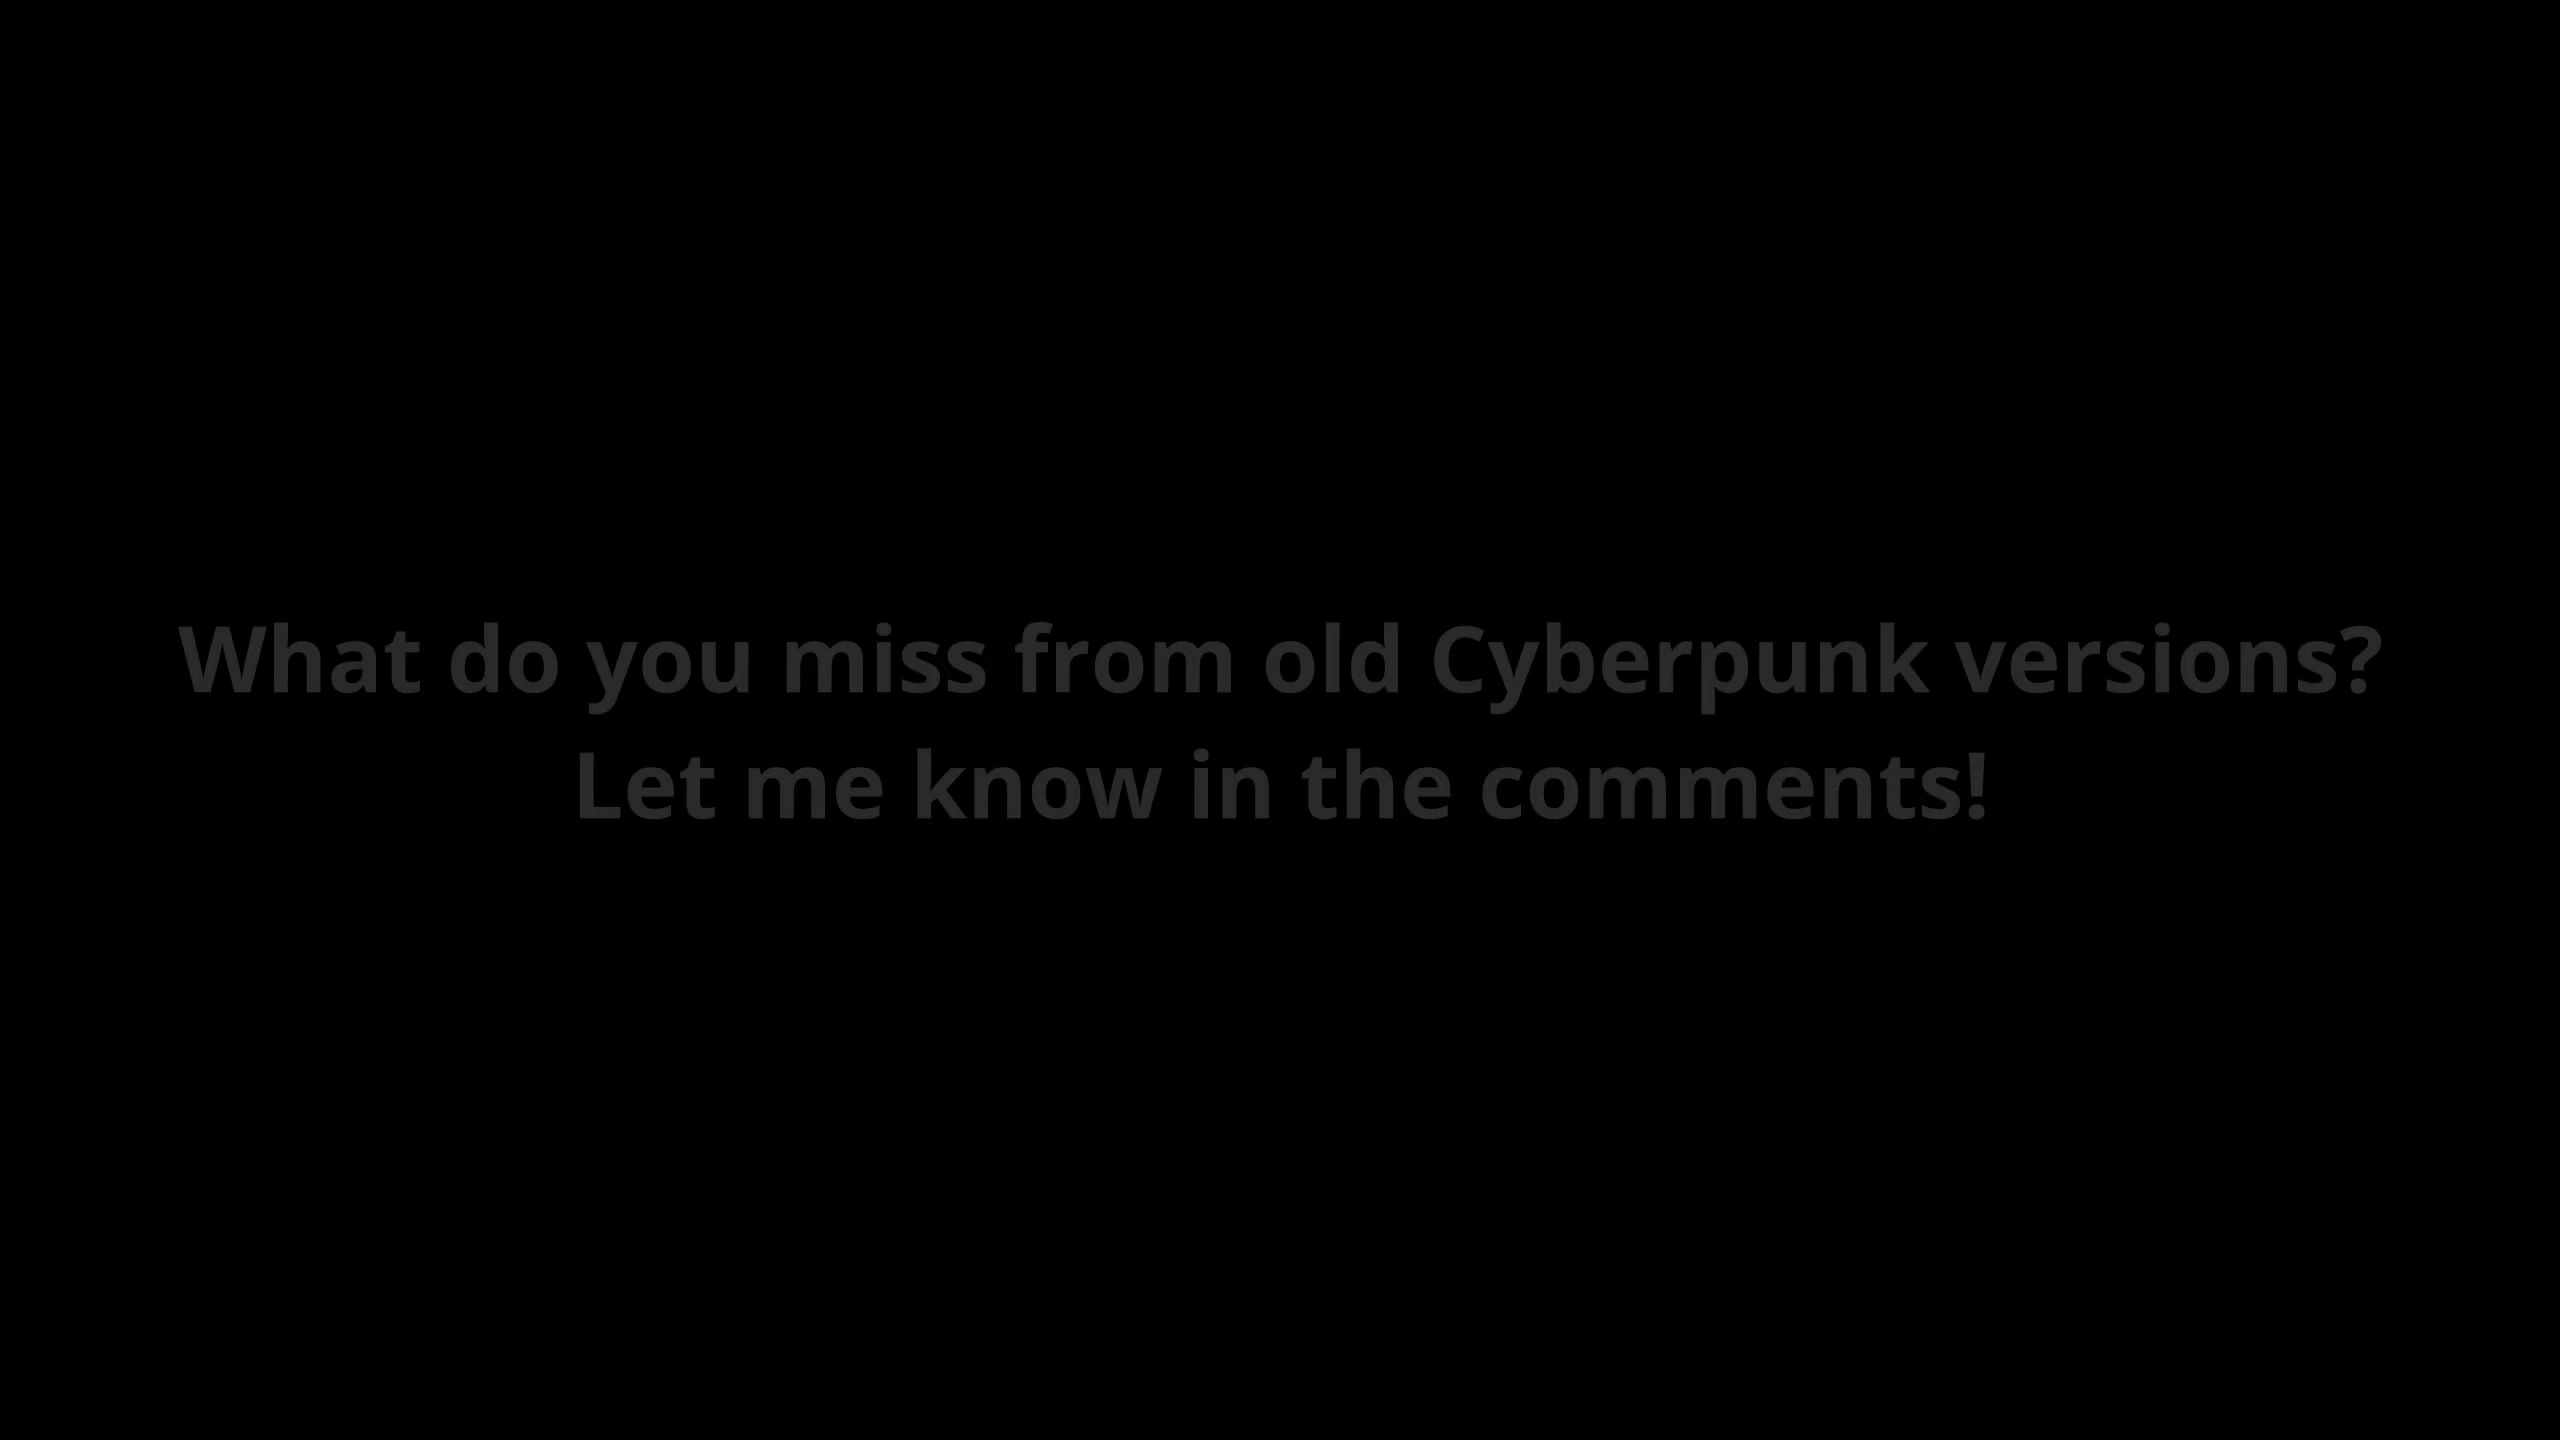 What do you miss from old Cyberpunk versions?
Let me know in the comments!